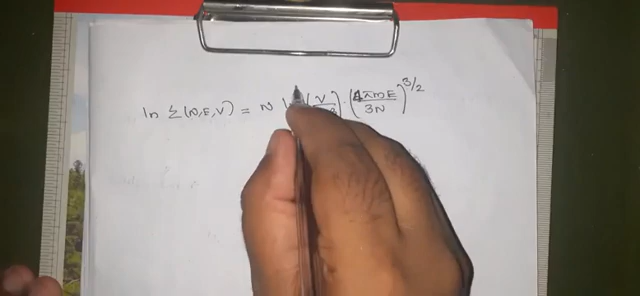 ln Σ(N,E,V) = N (V) . (4πmE/3N)^3/2